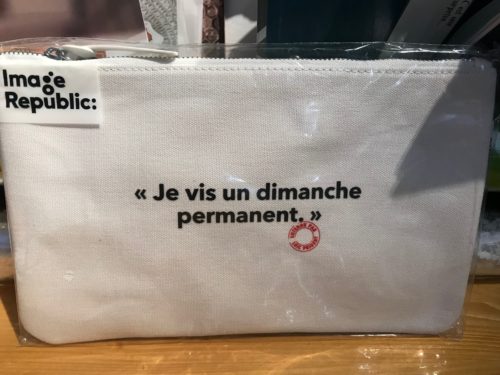 Image
Republic:
« Je vis un dimanche
permanent. »